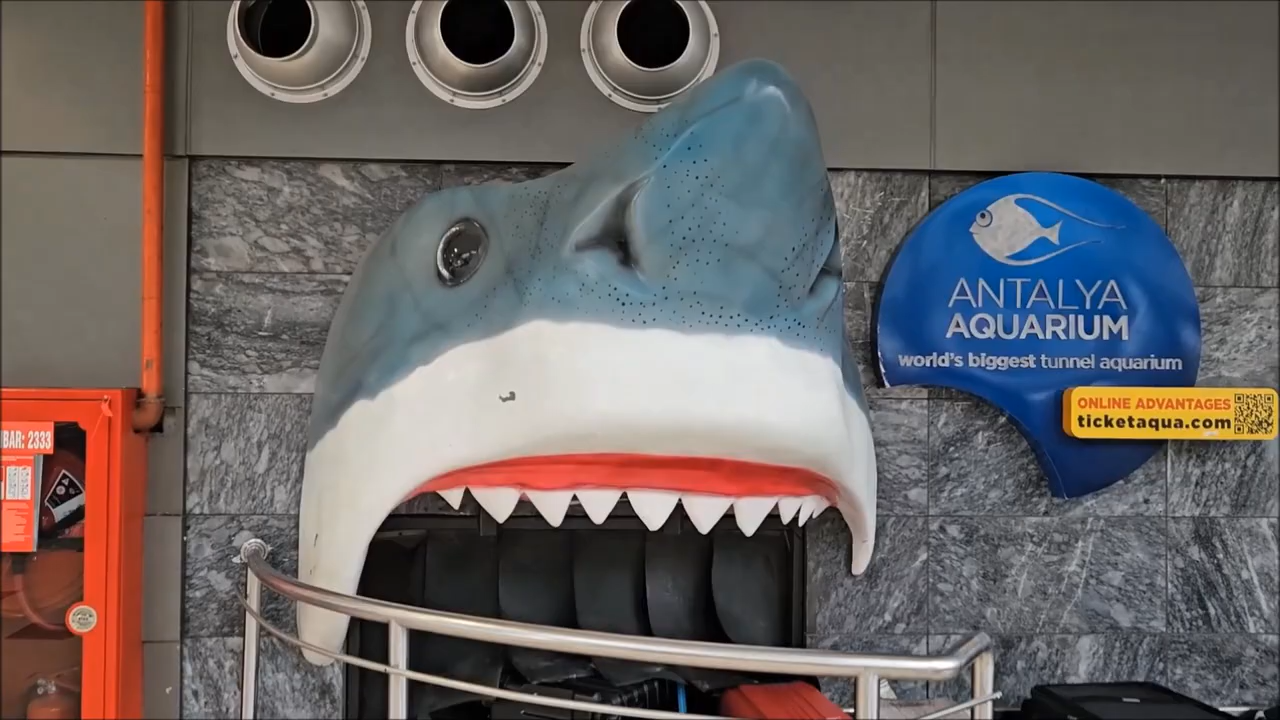 ANTALYA
AQUARIUM
world's biggest tunnel aquarium
ONLINE ADVANTAGES
ticketaqua.com
BAR: 2333